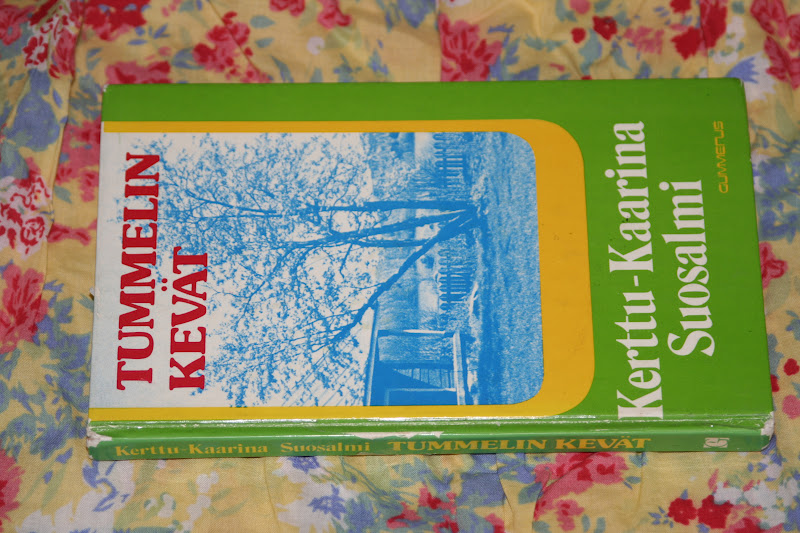 TUMMELIN
KEVÄT
Kerttu-Kaarina
Suosalmi
GUMMERUS
Kerttu-Kaarina Suosalmi TUMMELIN KEVÄT